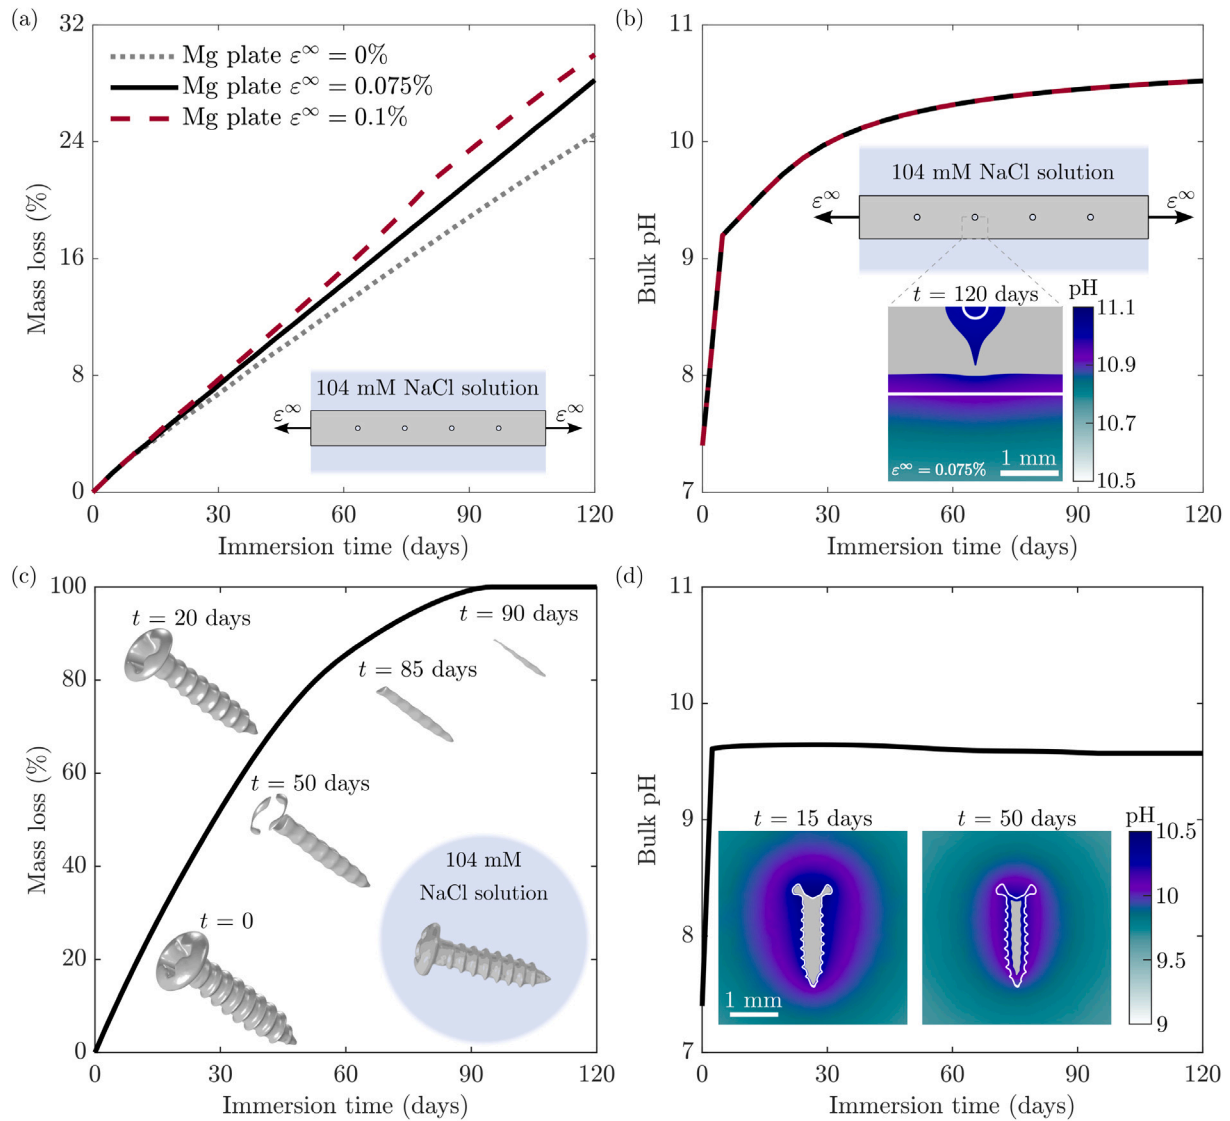 (a)
32
24
16
8
0
Mass loss (%)
Mg plate ε∞ = 0%
Mg plate ε∞ = 0.075%
Mg plate ε∞ = 0.1%
104 mM NaCl solution
ε∞
ε∞
0 30 60 90 120
Immersion time (days)
(b)
11
10
9
8
7
Bulk pH
104 mM NaCl solution
ε∞
ε∞
t = 120 days
pH
11.1
10.9
10.7
10.5
ε∞ = 0.075%
1 mm
0 30 60 90 120
Immersion time (days)
(c)
100
80
60
40
20
0
Mass loss (%)
t = 20 days
t = 90 days
t = 85 days
t = 50 days
t = 0
104 mM
NaCl solution
0 30 60 90 120
Immersion time (days)
(d)
11
10
9
8
7
Bulk pH
t = 15 days
t = 50 days
pH
10.5
10
9.5
9
1 mm
0 30 60 90 120
Immersion time (days)